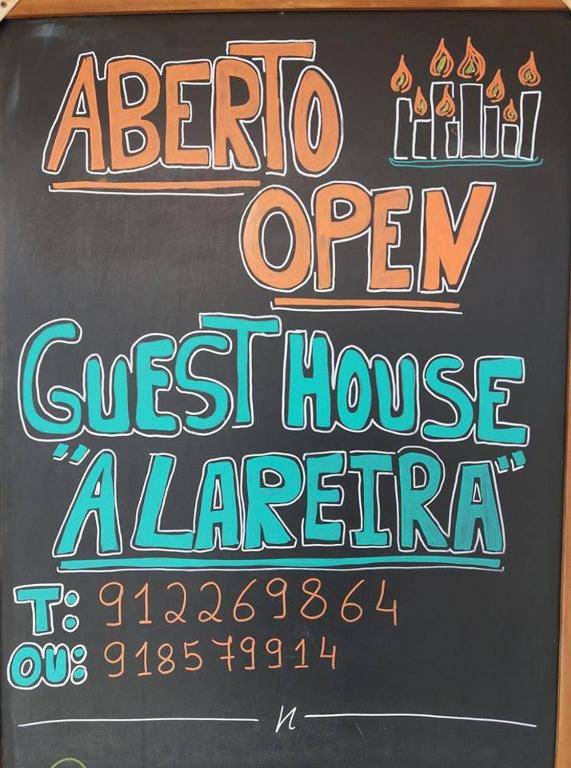 ABERTO
OPEN
GUEST HOUSE
"A LAREIRA"
T: 912269864
OU: 918579914